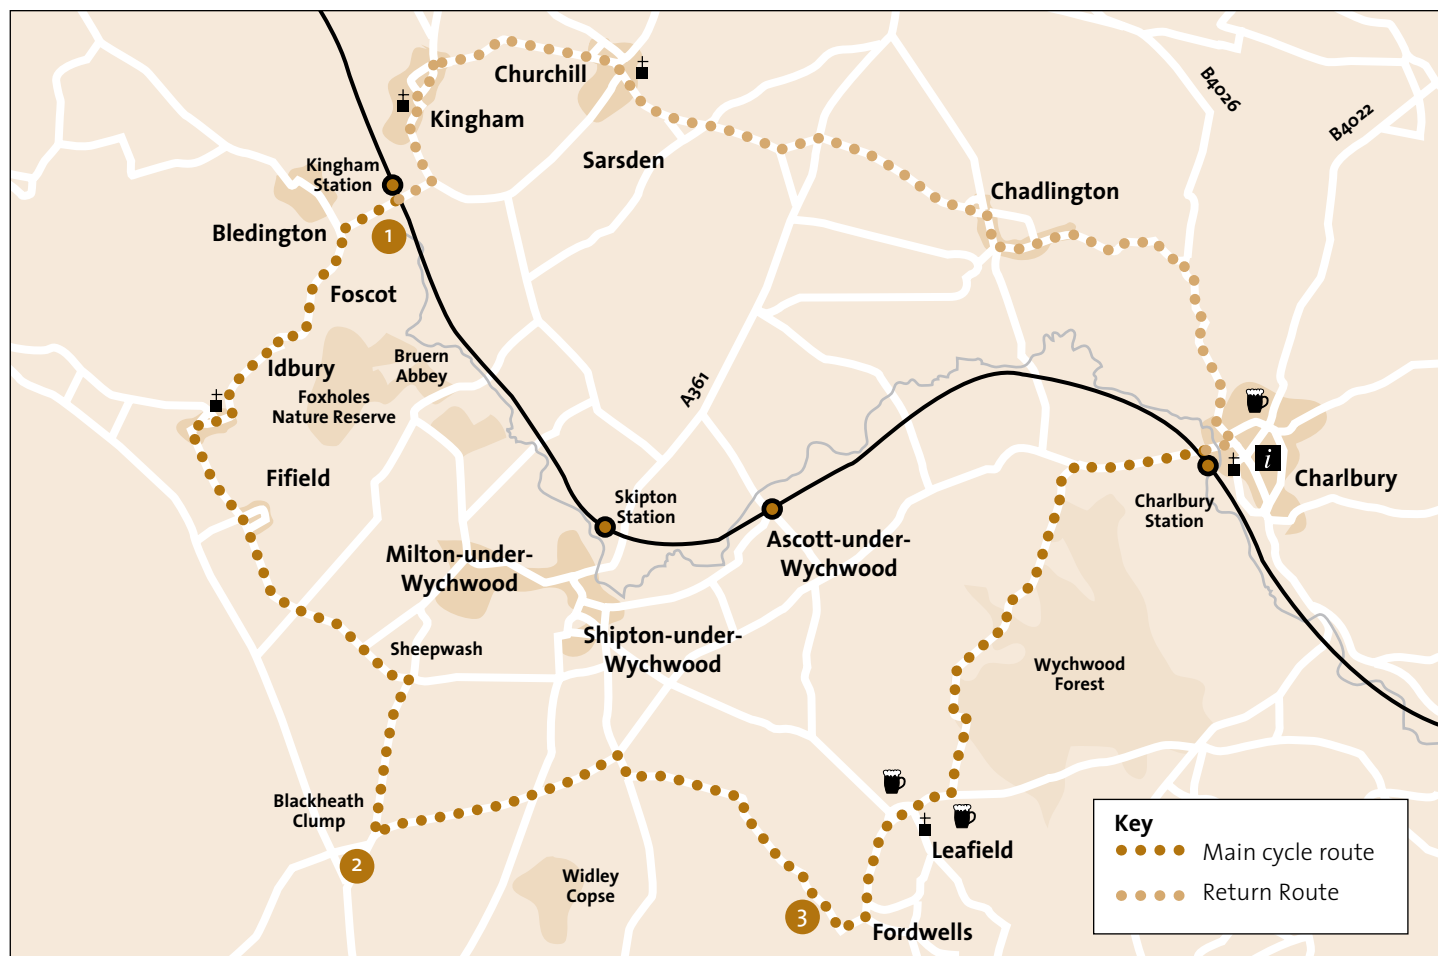 B4026
B4022
Churchill
Kingham
Sarsden
Kingham
Station
Chadlington
Bledington
1
Foscot
Bruern
Abbey
Idbury
Foxholes
Nature Reserve
A361
Fifield
i
Charlbury
Skipton
Station
Charlbury
Station
Milton-under-
Wychwood
Ascott-under-
Wychwood
Shipton-under-
Wychwood
Sheepwash
Wychwood
Forest
Blackheath
Clump
2
Leafield
Widley
Copse
3
Fordwells
Key
Main cycle route
Return Route